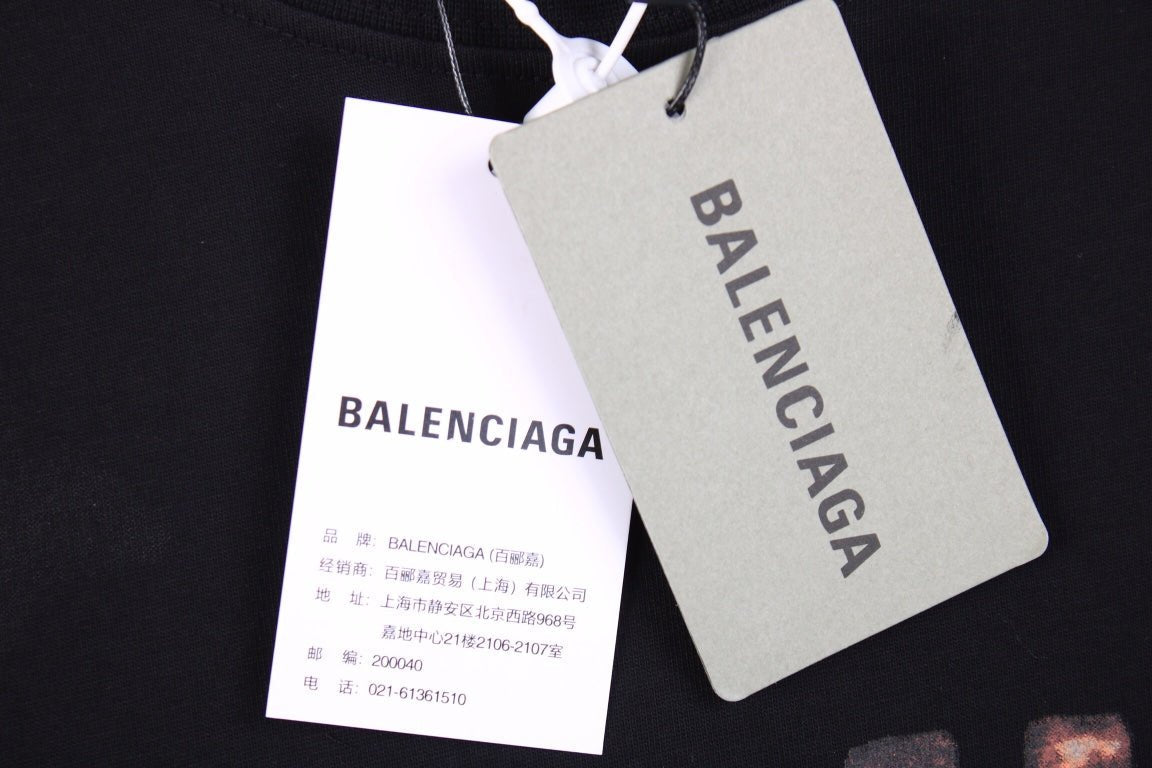 BALENCIAGA
品 牌: BALENCIAGA (百郦嘉)
经销商: 百郦嘉贸易（上海）有限公司
地 址: 上海市静安区北京西路968号
嘉地中心21楼2106-2107室
邮 编: 200040
电 话: 021-61361510
BALENCIAGA